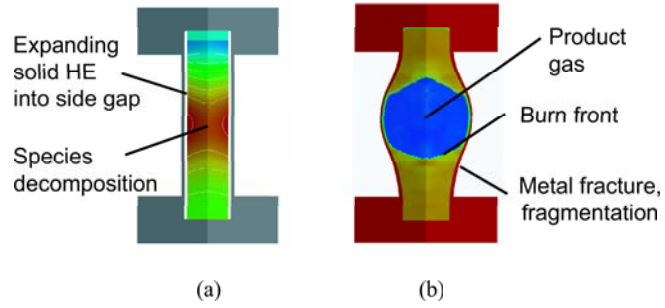 Expanding
solid HE
into side gap
Species
decomposition
(a)
Product
gas
Burn front
Metal fracture,
fragmentation
(b)